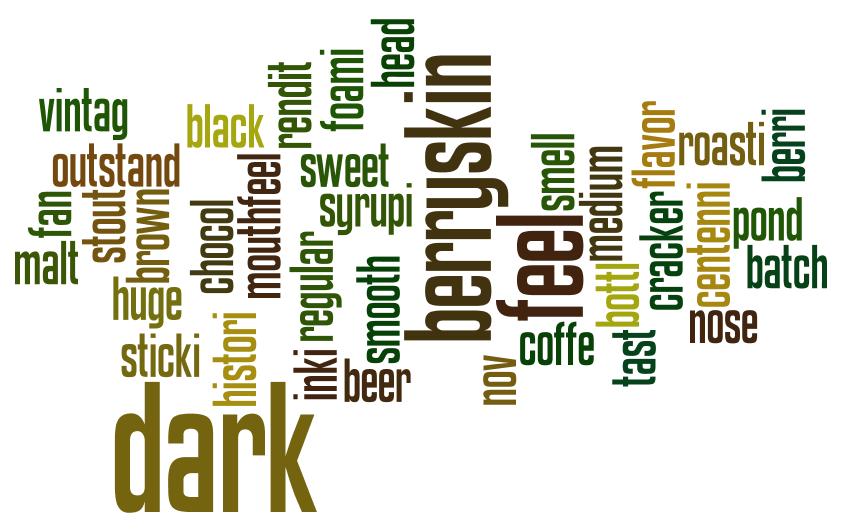 head
foami
rendit
vintag
black
berryskin
flavor
roasti
berri
smell
outstand
sweet
mouthfeel
medium
fan
stout
brown
chocol
syrupi
feel
cracker
centenni
pond
malt
regular
smooth
bottl
batch
huge
histori
nose
sticki
inki
beer
coffe
nov
tast
dark